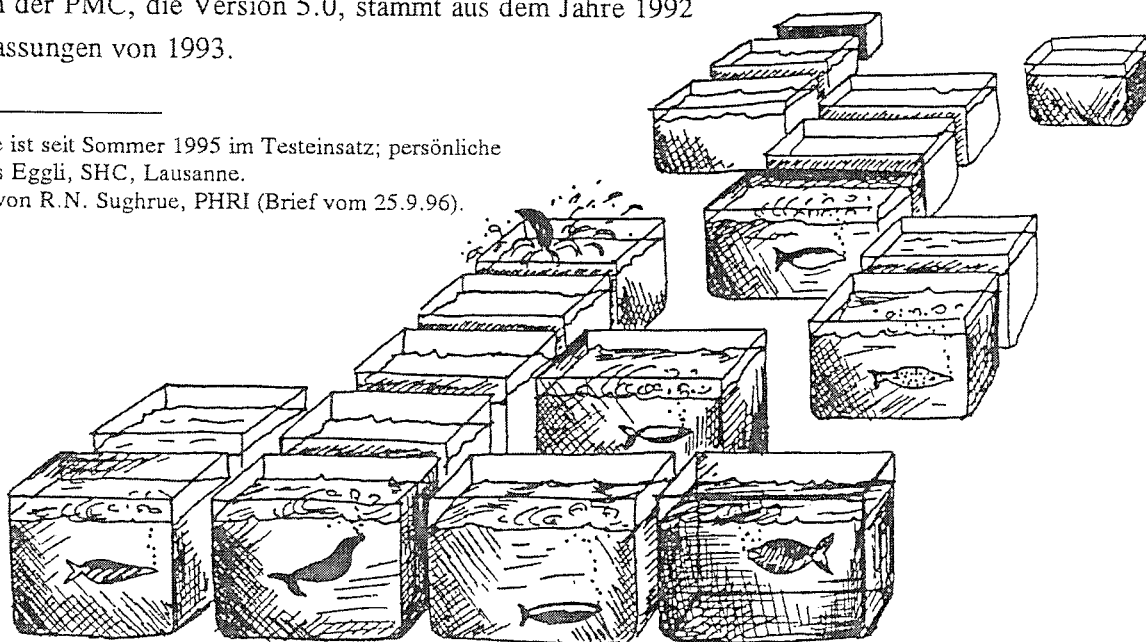 der PMC, die Version 5.0, stammt aus dem Jahre 1992
assungen von 1993.
ist seit Sommer 1995 im Testeinsatz; persönliche
Eggli, SHC, Lausanne.
von R.N. Sughrue, PHRI (Brief vom 25.9.96).